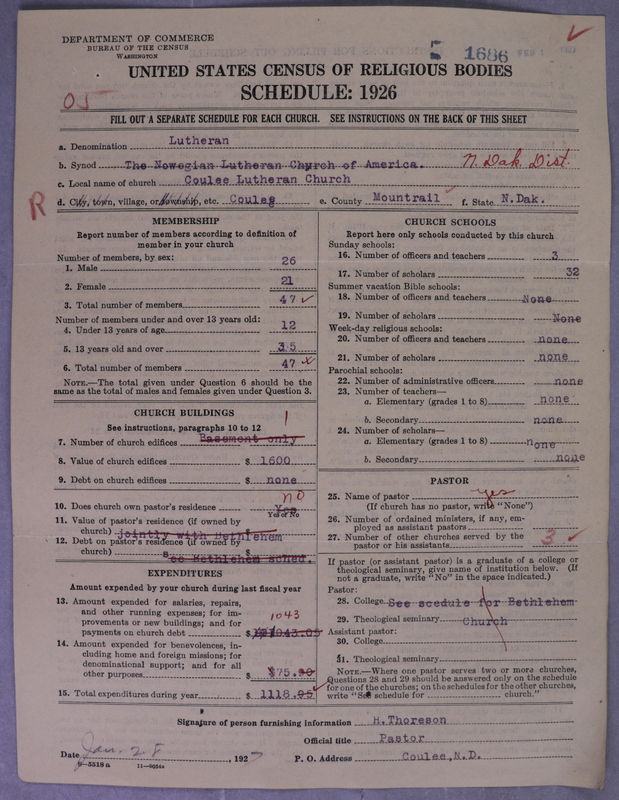 DEPARTMENT OF COMMERCE
BUREAU OF THE CENSUS
WASHINGTON
5 1686 FEB
UNITED STATES CENSUS OF RELIGIOUS BODIES
SCHEDULE: 1926
05
FILL OUT A SEPARATE SCHEDULE FOR EACH CHURCH. SEE INSTRUCTIONS ON THE BACK OF THIS SHEET
a. Denomination Lutheran
b. Synod The Nowegian Lutheran Church of America. N. Dak. Dist.
c. Local name of church Coulee Lutheran Church
R
d. City, town, village, or township, etc. Coulee e. County Mountrail f. State N.Dak.
MEMBERSHIP
Report number of members according to definition of
member in your church
Number of members, by sex:
1. Male 26
2. Female 21
3. Total number of members 47
Number of members under and over 13 years old:
4. Under 13 years of age 12
5. 13 years old and over 35
6. Total number of members 47
NOTE.—The total given under Question 6 should be the
same as the total of males and females given under Question 3.
CHURCH BUILDINGS
See instructions, paragraphs 10 to 12
1
7. Number of church edifices Basement only
8. Value of church edifices $ 1600
9. Debt on church edifices $ none
no
10. Does church own pastor's residence Yes
Yes or No
11. Value of pastor's residence (if owned by
church) jointly with Bethlehem $
12. Debt on pastor's residence (if owned by
church) See Bethlehem sched. $
EXPENDITURES
Amount expended by your church during last fiscal year
13. Amount expended for salaries, repairs,
and other running expenses; for im-
provements or new buildings; and for
payments on church debt $ 1043.05
1043
14. Amount expended for benevolences, in-
cluding home and foreign missions; for
denominational support; and for all
other purposes $ 75.90
15. Total expenditures during year $ 1118.95
CHURCH SCHOOLS
Report here only schools conducted by this church
Sunday schools:
16. Number of officers and teachers 3
17. Number of scholars 32
Summer vacation Bible schools:
18. Number of officers and teachers None
19. Number of scholars None
Week-day religious schools:
20. Number of officers and teachers none
21. Number of scholars none
Parochial schools:
22. Number of administrative officers none
23. Number of teachers—
a. Elementary (grades 1 to 8) none
b. Secondary none
24. Number of scholars—
a. Elementary (grades 1 to 8) none
b. Secondary none
PASTOR
25. Name of pastor yes
(If church has no pastor, write "None")
26. Number of ordained ministers, if any, em-
ployed as assistant pastors
27. Number of other churches served by the
pastor or his assistants 3
If pastor (or assistant pastor) is a graduate of a college or
theological seminary, give name of institution below. (If
not a graduate, write "No" in the space indicated.)
Pastor:
28. College See scedule for Bethlehem
29. Theological seminary Church
Assistant pastor:
30. College
31. Theological seminary
NOTE.—Where one pastor serves two or more churches,
Questions 28 and 29 should be answered only on the schedule
for one of the churches; on the schedules for the other churches,
write "See schedule for church."
Signature of person furnishing information H.Thoreson
Official title Pastor
Date Jan. 28, 1927 P. O. Address Coulee,N.D.
8—5518 a